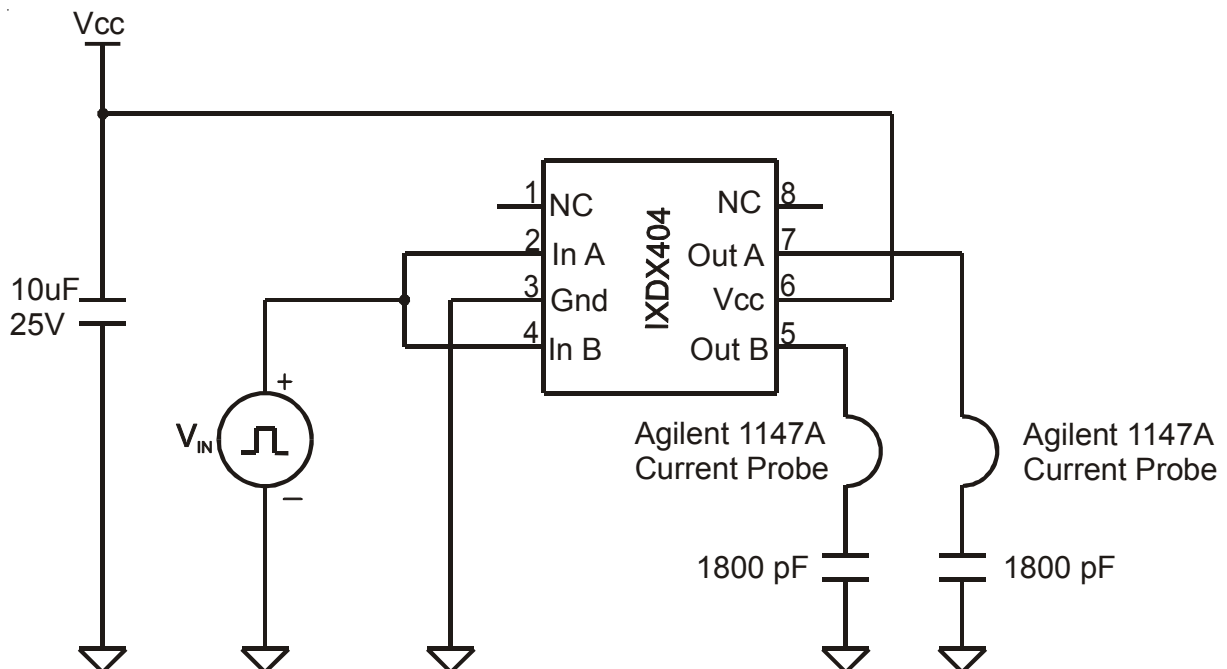 Vcc
10uF
25V
V IN
+
−
1
NC
2
In A
3
Gnd
4
In B
IXDX404
8
NC
7
Out A
6
Vcc
5
Out B
Agilent 1147A
Current Probe
Agilent 1147A
Current Probe
1800 pF
1800 pF